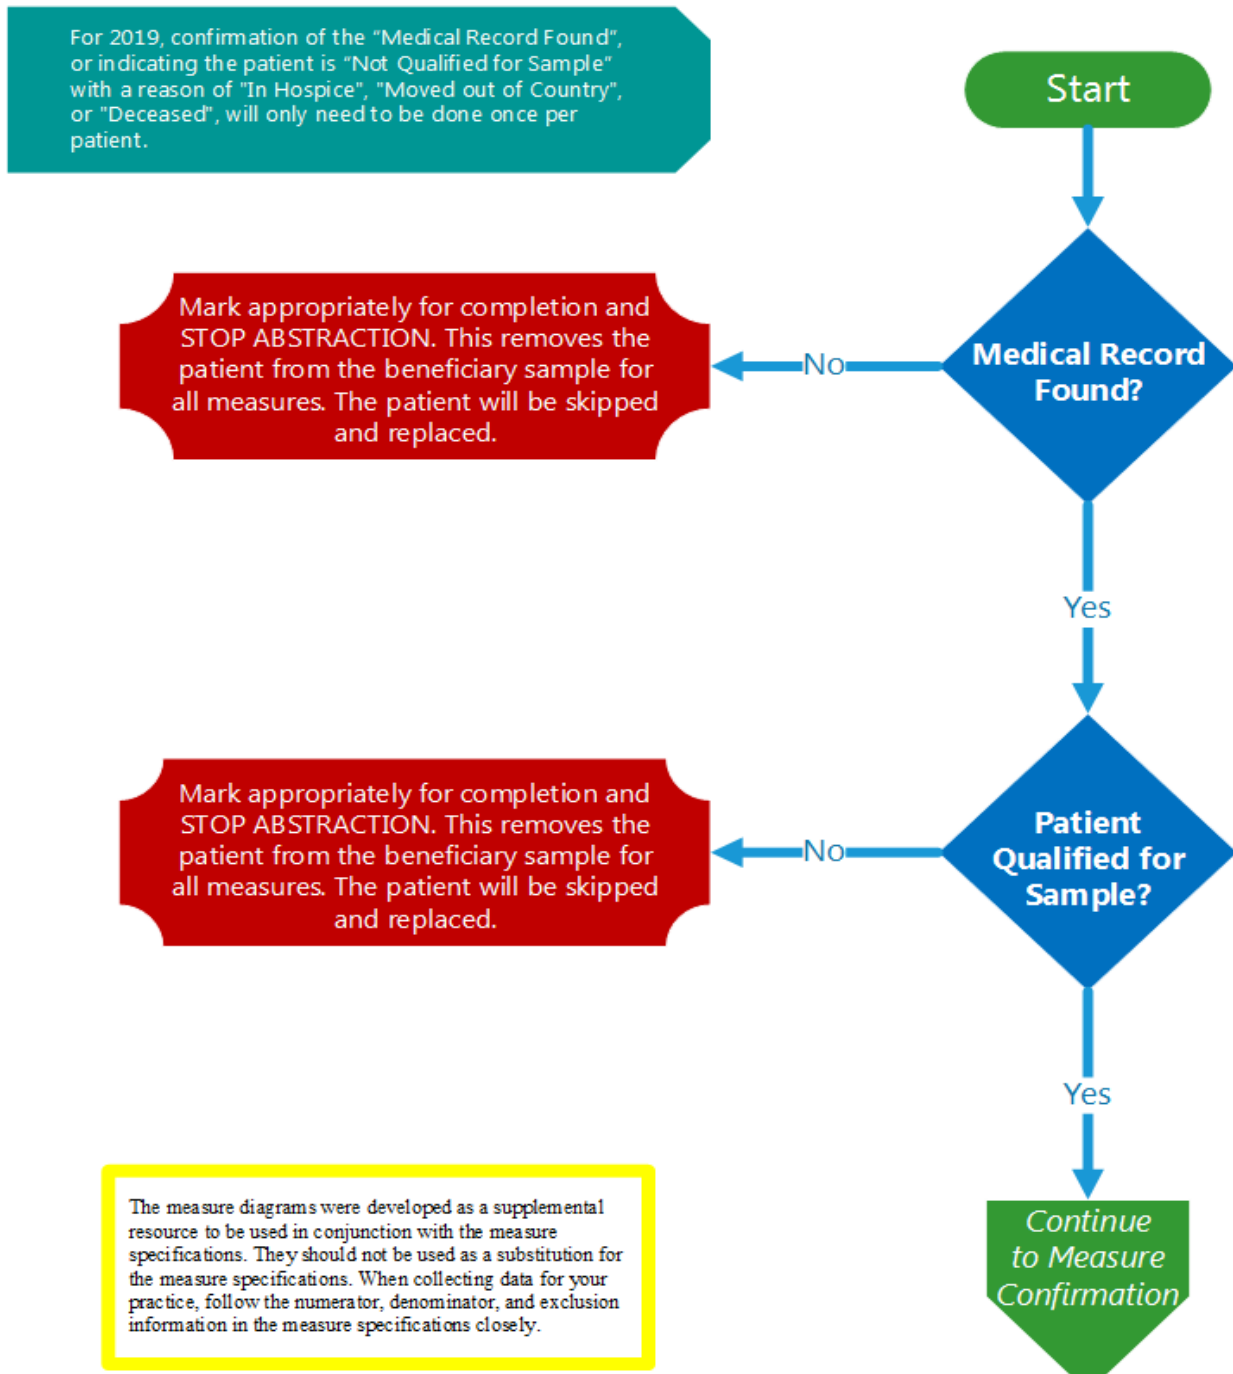 For 2019, confirmation of the “Medical Record Found”,
or indicating the patient is “Not Qualified for Sample”
with a reason of "In Hospice", "Moved out of Country",
or "Deceased", will only need to be done once per
patient.
Start
Medical Record
Found?
No
Mark appropriately for completion and
STOP ABSTRACTION. This removes the
patient from the beneficiary sample for
all measures. The patient will be skipped
and replaced.
Yes
Patient
Qualified for
Sample?
No
Mark appropriately for completion and
STOP ABSTRACTION. This removes the
patient from the beneficiary sample for
all measures. The patient will be skipped
and replaced.
Yes
Continue
to Measure
Confirmation
The measure diagrams were developed as a supplemental
resource to be used in conjunction with the measure
specifications. They should not be used as a substitution for
the measure specifications. When collecting data for your
practice, follow the numerator, denominator, and exclusion
information in the measure specifications closely.